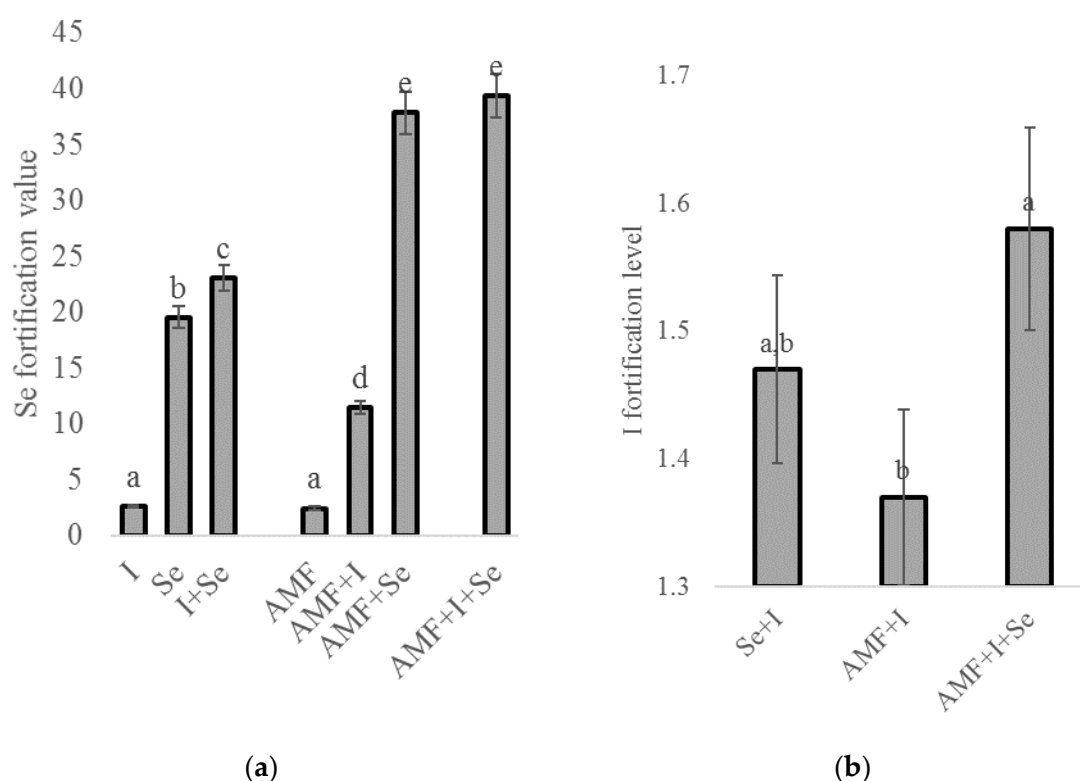 Se fortification value
45
40
35
30
25
20
15
10
5
0
a
b
c
a
d
e
e
I
Se
I+Se
AMF
AMF+I
AMF+Se
AMF+I+Se
(a)
I fortification level
1.7
1.6
1.5
1.4
1.3
a,b
b
a
Se+I
AMF+I
AMF+I+Se
(b)